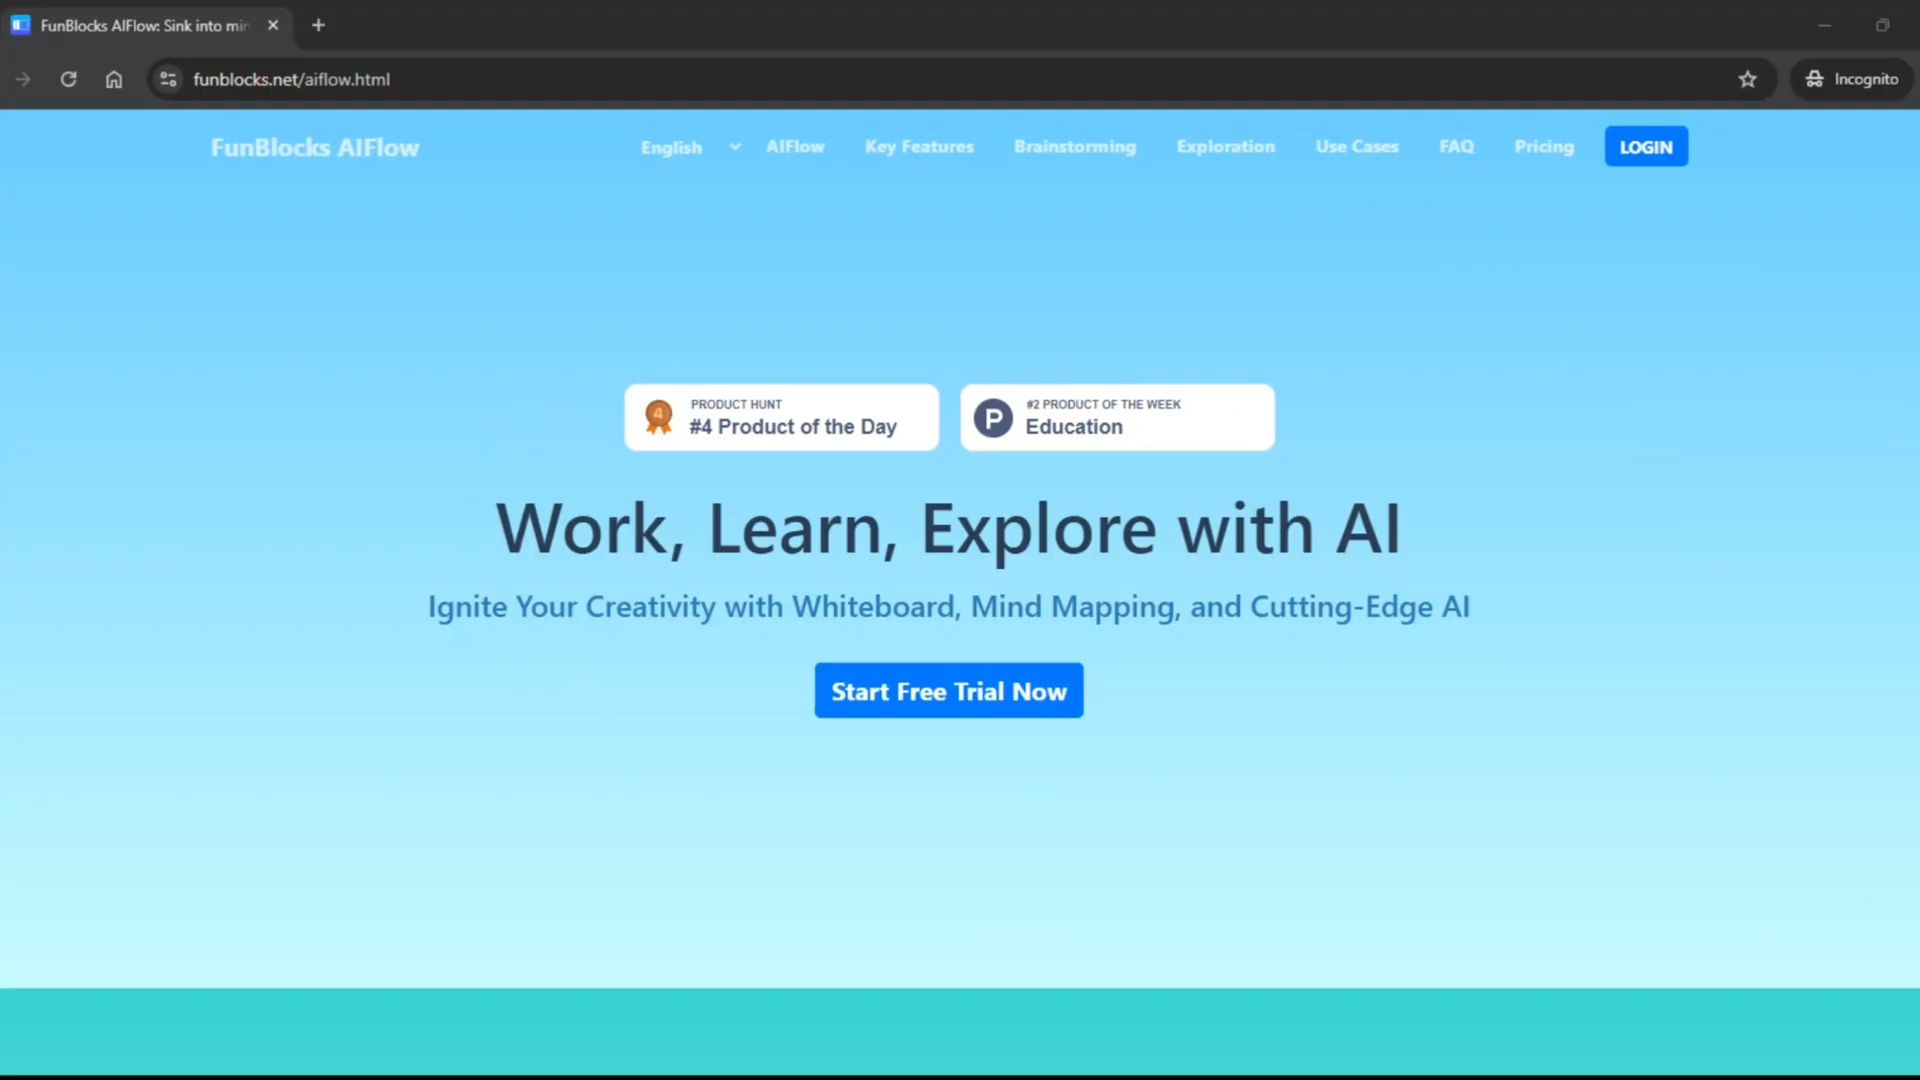 FunBlocks AIFlow: Sink into min
funblocks.net/aiflow.html
Incognito
FunBlocks AIFlow
English AIFlow Key Features Brainstorming Exploration Use Cases FAQ Pricing LOGIN
4
PRODUCT HUNT
#4 Product of the Day
P
#2 PRODUCT OF THE WEEK
Education
Work, Learn, Explore with AI
Ignite Your Creativity with Whiteboard, Mind Mapping, and Cutting-Edge AI
Start Free Trial Now